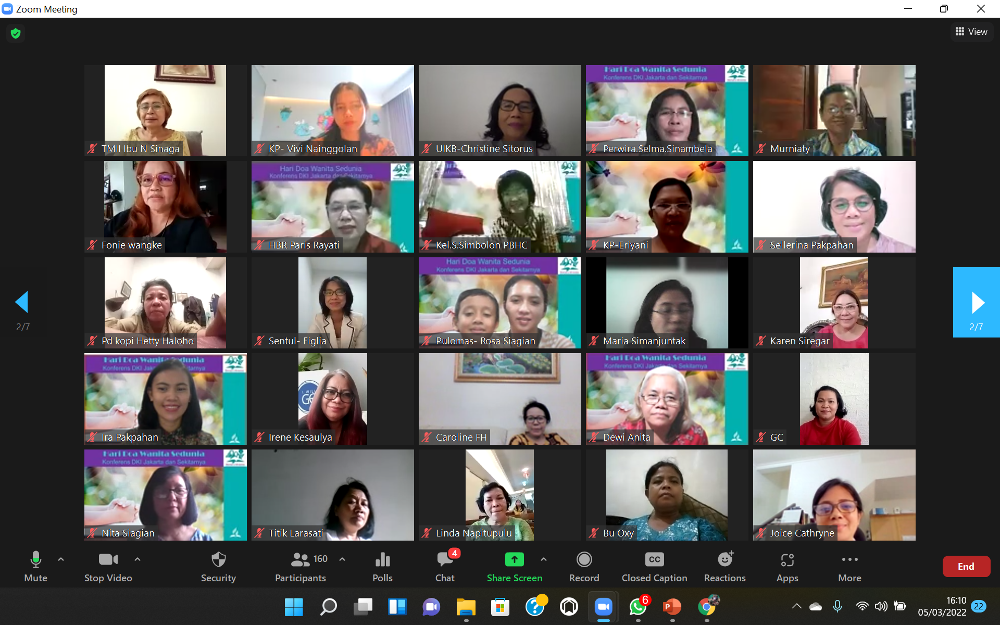 Zoom Meeting
View
TMII Ibu N Sinaga
KP- Vivi Nainggolan
UIKB-Christine Sitorus
Hari Doa Wanita Sedunia
Konferens DKI Jakarta dan Sekitarnya
Perwira.Selma.Sinambela
Murniaty
Fonie wangke
Hari Doa Wanita Sedunia
Konferens DKI Jakarta dan Sekitarnya
HBR Paris Rayati
Kel.S.Simbolon PBHC
KP-Eriyani
Sellerina Pakpahan
Pd kopi Hetty Haloho
Sentul- Figlia
Hari Doa Wanita Sedunia
Konferens DKI Jakarta dan Sekitarnya
Pulomas- Rosa Siagian
Maria Simanjuntak
Karen Siregar
2/7
2/7
Hari Doa Wanita Sedunia
Konferens DKI Jakarta
Ira Pakpahan
I WILL
GO
Irene Kesaulya
Caroline FH
Hari Doa Wanita Sedunia
Konferens DKI Jakarta dan Sekitarnya
Dewi Anita
GC
Hari Doa Wanita Sedunia
Konferens DKI Jakarta dan Sekitarnya
Nita Siagian
Titik Larasati
Linda Napitupulu
Bu Oxy
Joice Cathryne
Mute
Stop Video
Security
160
Participants
Polls
4
Chat
Share Screen
Record
CC
Closed Caption
Reactions
Apps
More
End
6
P
16:10
05/03/2022
22